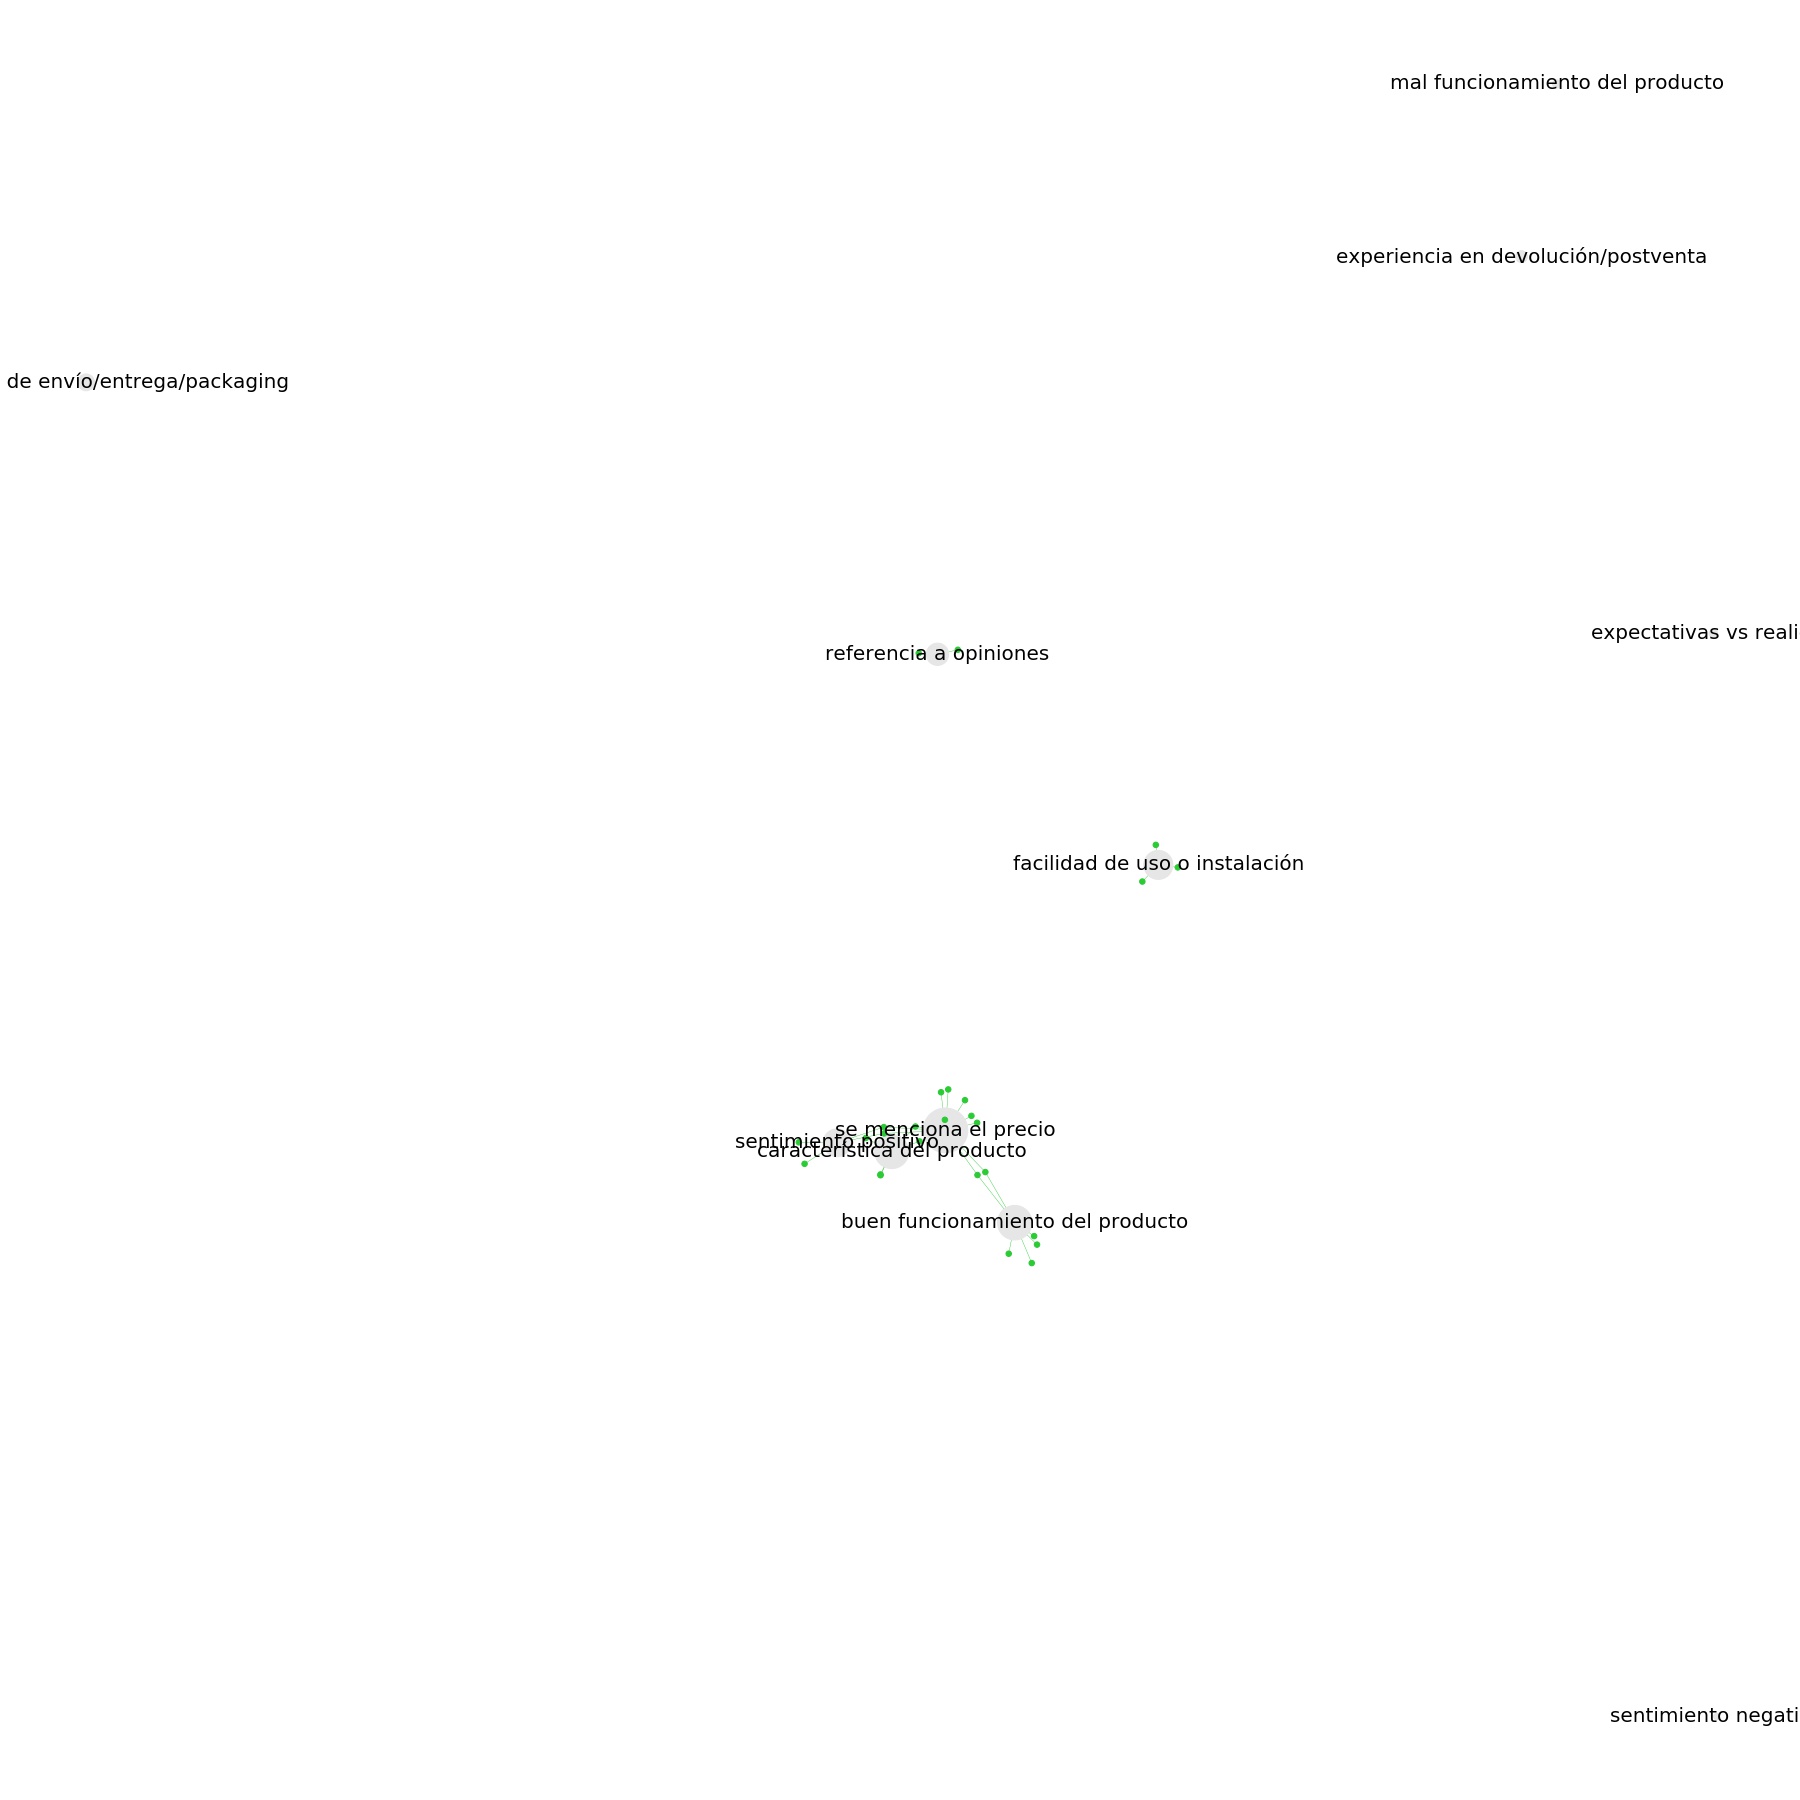 mal funcionamiento del producto
experiencia en devolución/postventa
de envío/entrega/packaging
expectativas vs reali
referencia a opiniones
facilidad de uso o instalación
se menciona el precio
sentimiento positivo
característica del producto
buen funcionamiento del producto
sentimiento negati